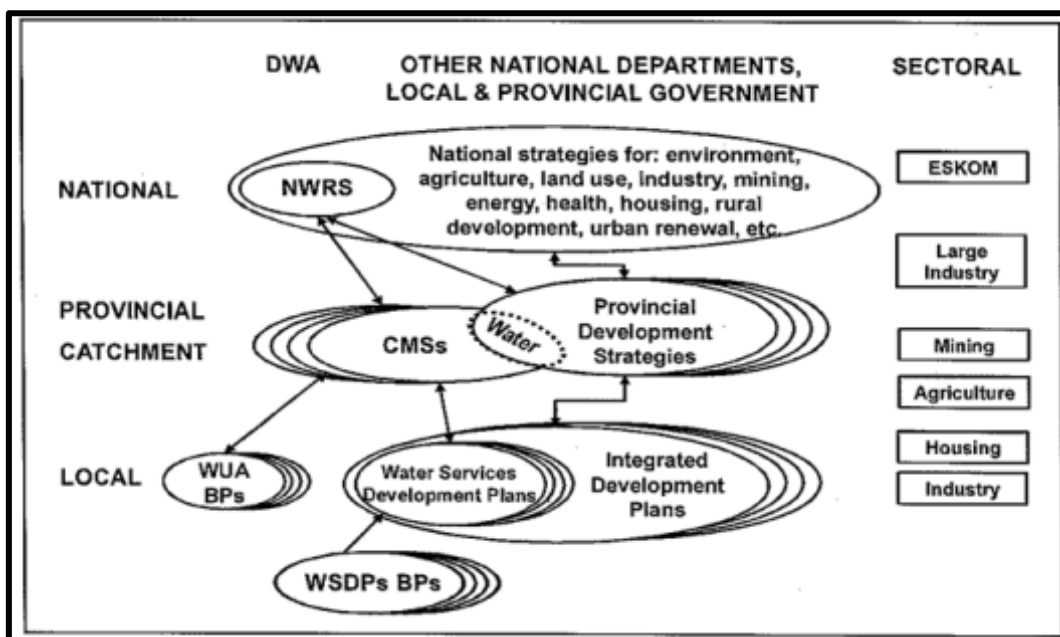 DWA
OTHER NATIONAL DEPARTMENTS,
LOCAL & PROVINCIAL GOVERNMENT
SECTORAL
NATIONAL
NWRS
National strategies for: environment,
agriculture, land use, industry, mining,
energy, health, housing, rural
development, urban renewal, etc.
ESKOM
Large
Industry
PROVINCIAL
CATCHMENT
CMSs
Water
Provincial
Development
Strategies
Mining
Agriculture
LOCAL
WUA
BPs
Water Services
Development Plans
Integrated
Development
Plans
Housing
Industry
WSDPs BPs